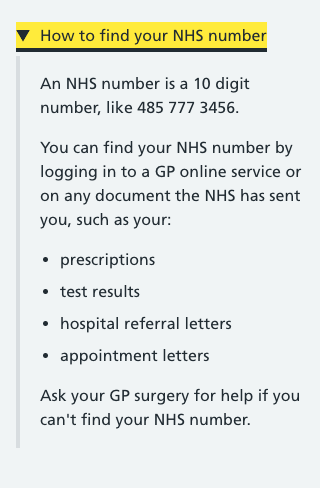 ▼ How to find your NHS number
An NHS number is a 10 digit
number, like 485 777 3456.
You can find your NHS number by
logging in to a GP online service or
on any document the NHS has sent
you, such as your:
• prescriptions
• test results
• hospital referral letters
• appointment letters
Ask your GP surgery for help if you
can't find your NHS number.